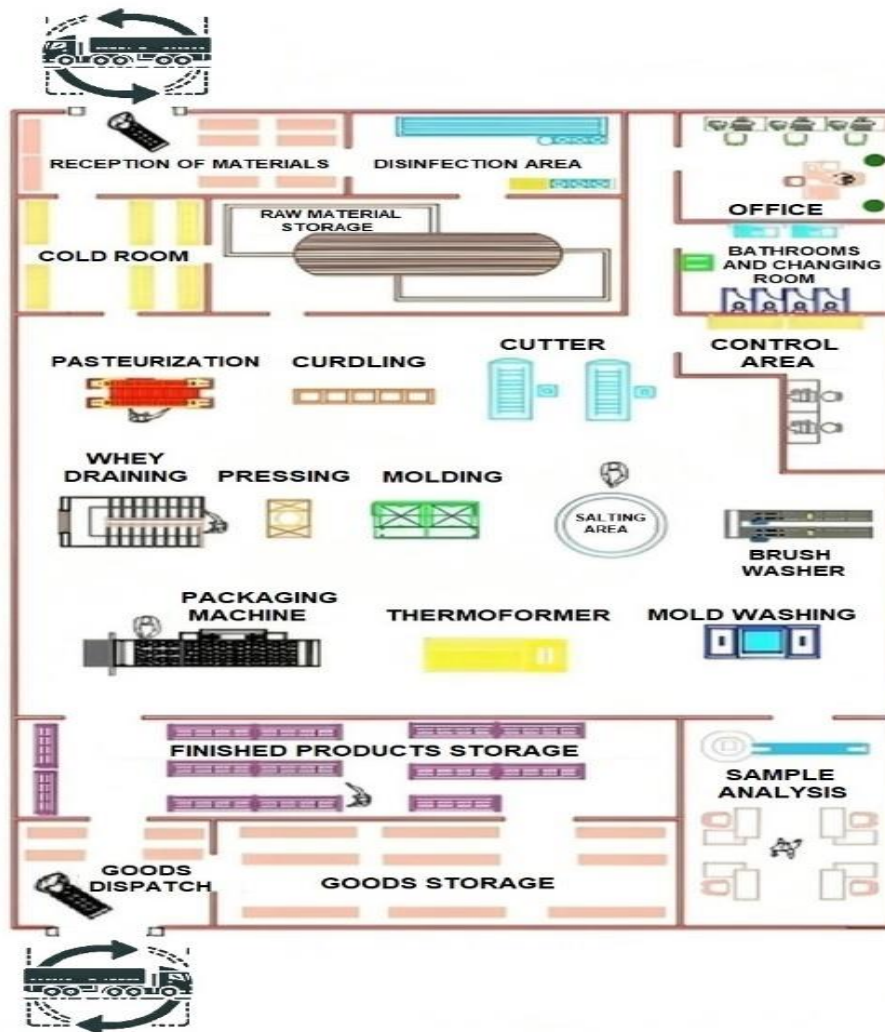 RECEPTION OF MATERIALS
DISINFECTION AREA
RAW MATERIAL
STORAGE
COLD ROOM
OFFICE
BATHROOMS
AND CHANGING
ROOM
PASTEURIZATION
CURDLING
CUTTER
CONTROL
AREA
WHEY
DRAINING
PRESSING
MOLDING
SALTING
AREA
BRUSH
WASHER
PACKAGING
MACHINE
THERMOFORMER
MOLD WASHING
FINISHED PRODUCTS STORAGE
SAMPLE
ANALYSIS
GOODS
DISPATCH
GOODS STORAGE